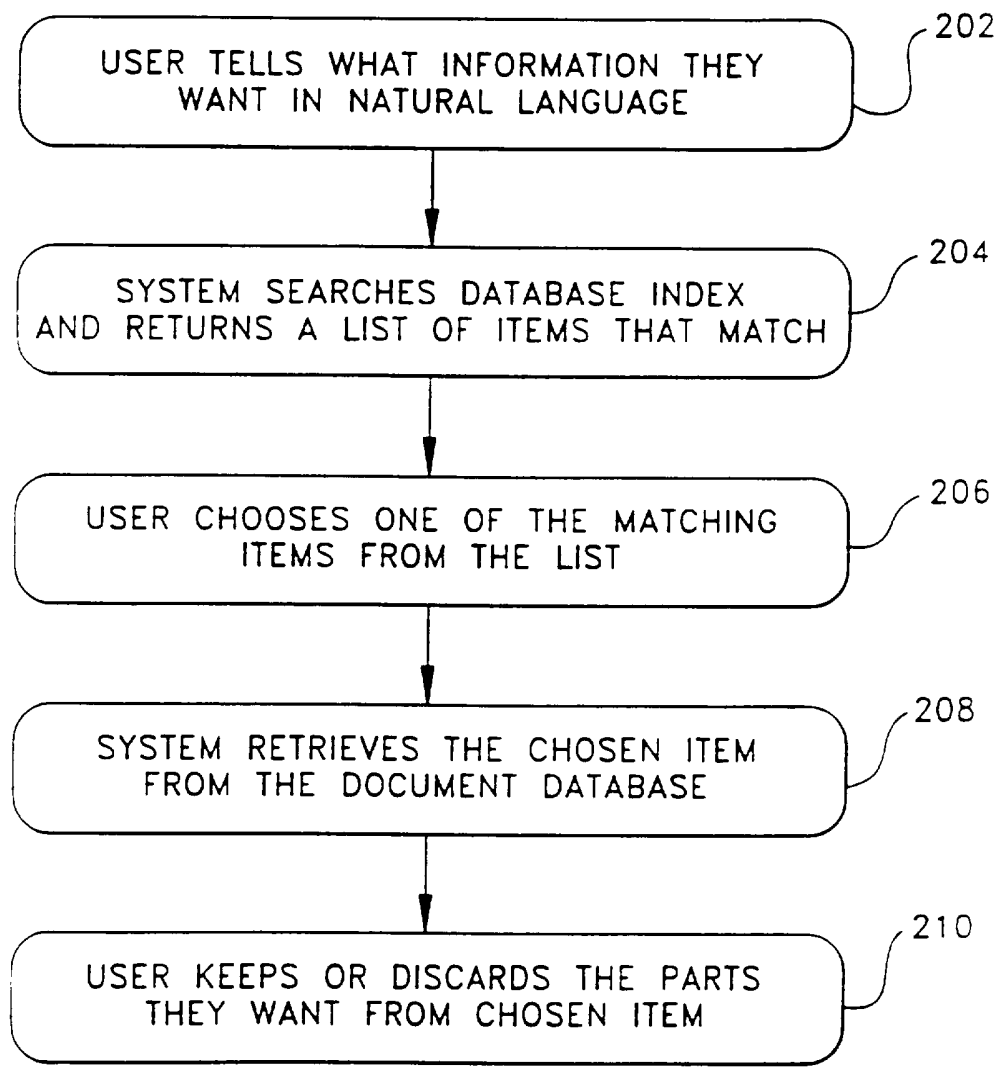 202
USER TELLS WHAT INFORMATION THEY
WANT IN NATURAL LANGUAGE
204
SYSTEM SEARCHES DATABASE INDEX
AND RETURNS A LIST OF ITEMS THAT MATCH
206
USER CHOOSES ONE OF THE MATCHING
ITEMS FROM THE LIST
208
SYSTEM RETRIEVES THE CHOSEN ITEM
FROM THE DOCUMENT DATABASE
210
USER KEEPS OR DISCARDS THE PARTS
THEY WANT FROM CHOSEN ITEM